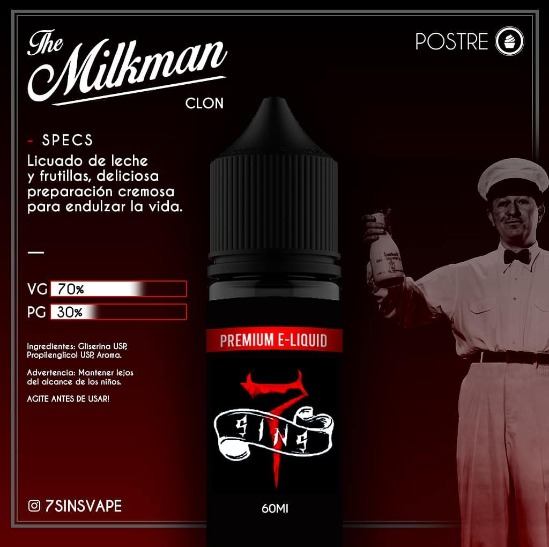 The
Milkman
CLON
POSTRE
- SPECS
Licuado de leche
y frutillas, deliciosa
preparación cremosa
para endulzar la vida.
VG 70%
PG 30%
Ingredientes: Gliserina USP,
Propilenglicol USP, Aroma.
Advertencia: Mantener lejos
del alcance de los niños.
AGITE ANTES DE USAR!
PREMIUM E-LIQUID
7
SINS
60Ml
7SINSVAPE